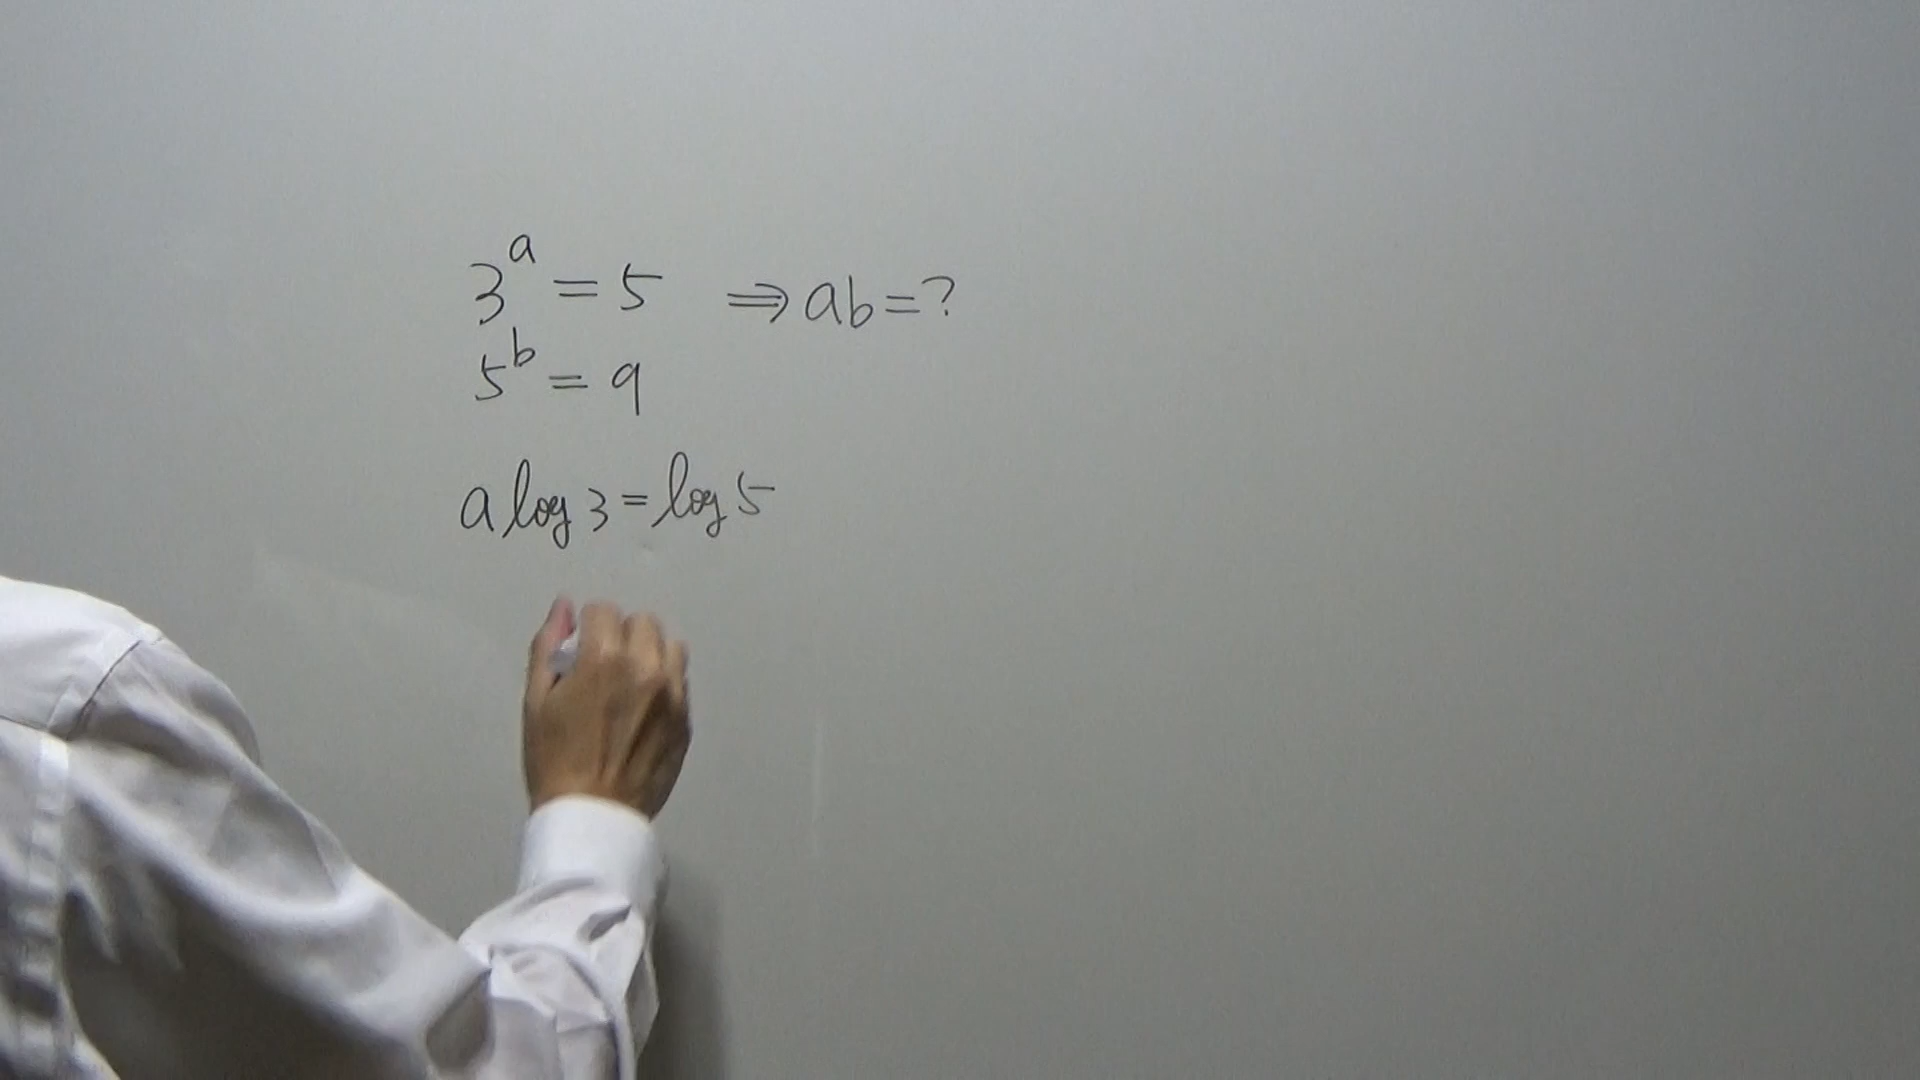 3^a = 5 ⇒ ab = ?
5^b = 9
a log 3 = log 5